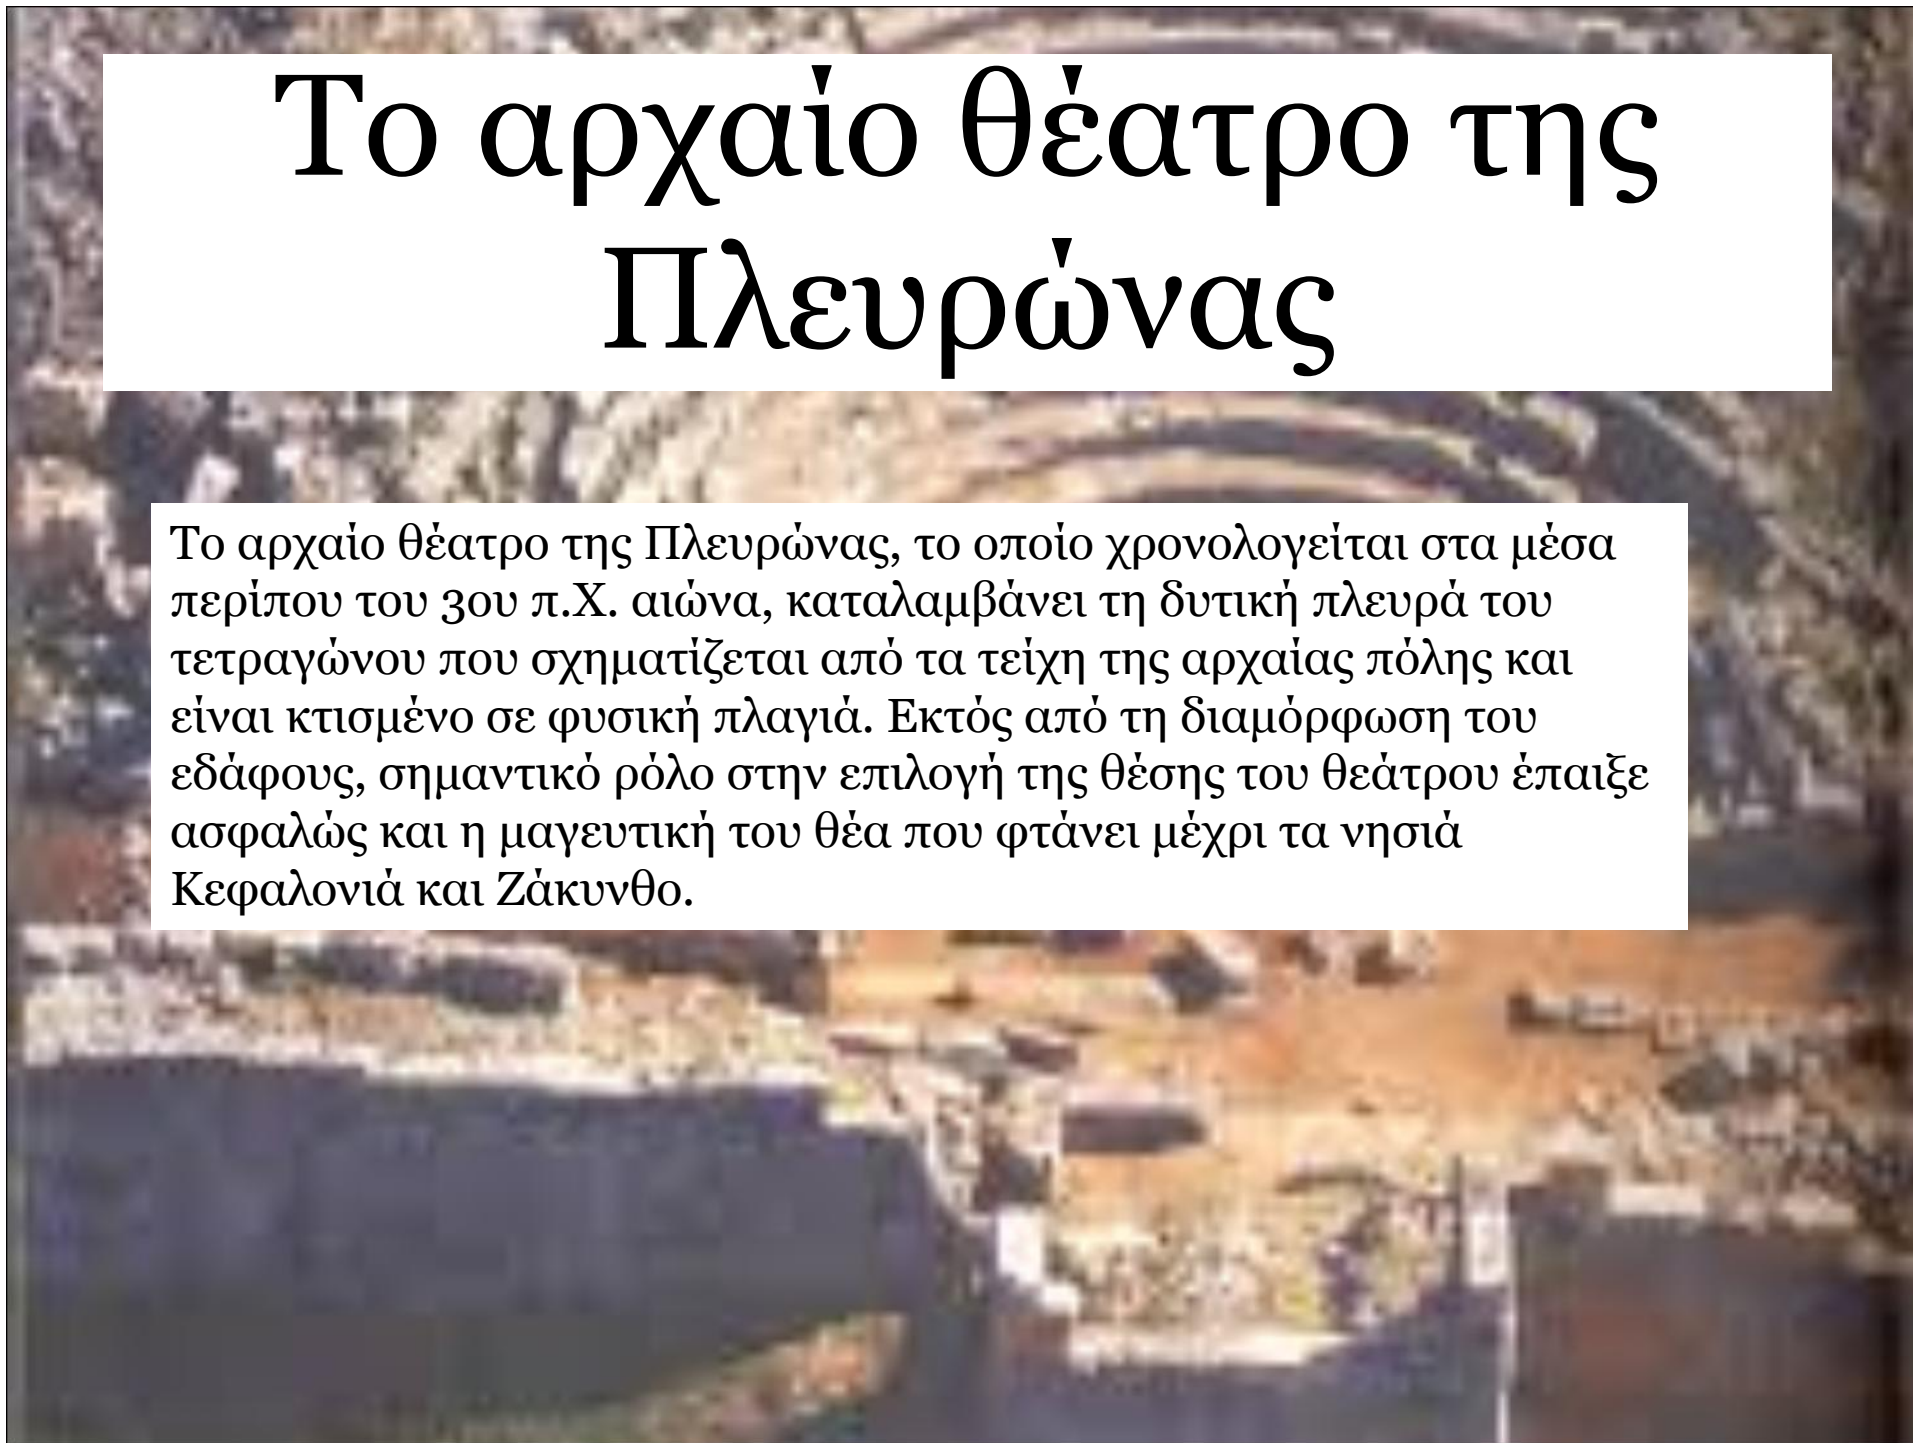 Το αρχαίο θέατρο της
Πλευρώνας
Το αρχαίο θέατρο της Πλευρώνας, το οποίο χρονολογείται στα μέσα
περίπου του 3ου π.Χ. αιώνα, καταλαμβάνει τη δυτική πλευρά του
τετραγώνου που σχηματίζεται από τα τείχη της αρχαίας πόλης και
είναι κτισμένο σε φυσική πλαγιά. Εκτός από τη διαμόρφωση του
εδάφους, σημαντικό ρόλο στην επιλογή της θέσης του θεάτρου έπαιξε
ασφαλώς και η μαγευτική του θέα που φτάνει μέχρι τα νησιά
Κεφαλονιά και Ζάκυνθο.